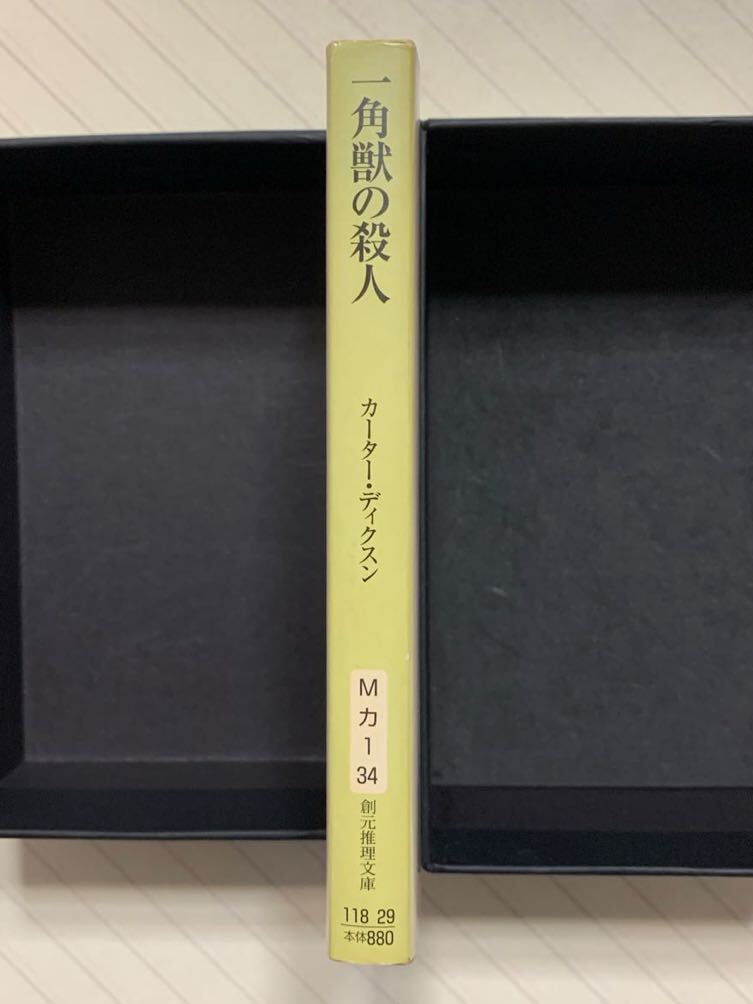 一角獣の殺人
カーター・ディクスン
M
カ
1
34
創元推理文庫
118 29
本体880